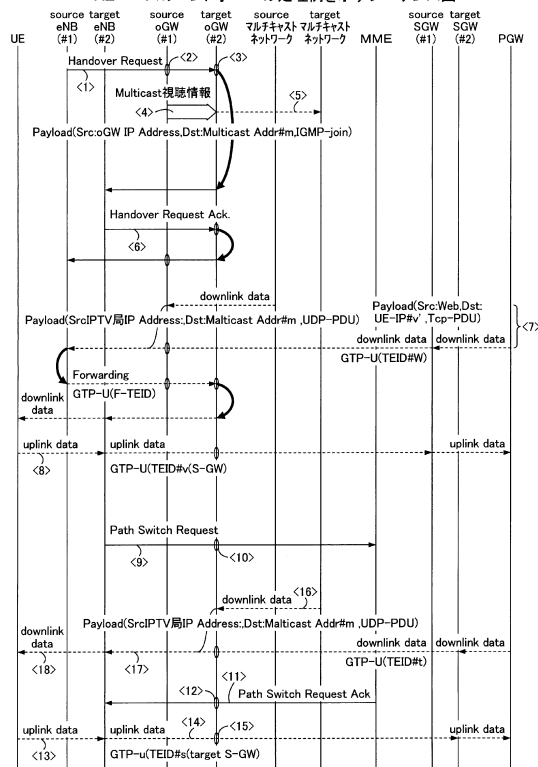 source target source target source target source target
eNB eNB oGW oGW マルチキャスト マルチキャスト SGW SGW
UE (#1) (#2) (#1) (#2) ネットワーク ネットワーク MME (#1) (#2) PGW
Handover Request <2> <3>
<1>
Multicast視聴情報
<4> <5>
Payload(Src:oGW IP Address,Dst:Multicast Addr#m,IGMP-join)
Handover Request Ack.
<6>
downlink data
Payload(Src:Web,Dst:
UE-IP#v',Tcp-PDU)
Payload(SrcIPTV局IP Address:,Dst:Malticast Addr#m ,UDP-PDU)
<7>
downlink data downlink data
GTP-U(TEID#W)
Forwarding
GTP-U(F-TEID)
downlink
data
uplink data uplink data uplink data
<8> GTP-U(TEID#v(S-GW)
Path Switch Request
<9> <10>
<16>
downlink data
Payload(SrcIPTV局IP Address:,Dst:Malticast Addr#m ,UDP-PDU)
downlink
data
downlink data downlink data
GTP-U(TEID#t)
<18> <17>
<11>
<12> Path Switch Request Ack
<14> <15>
uplink data uplink data uplink data
<13> GTP-u(TEID#s(target S-GW)